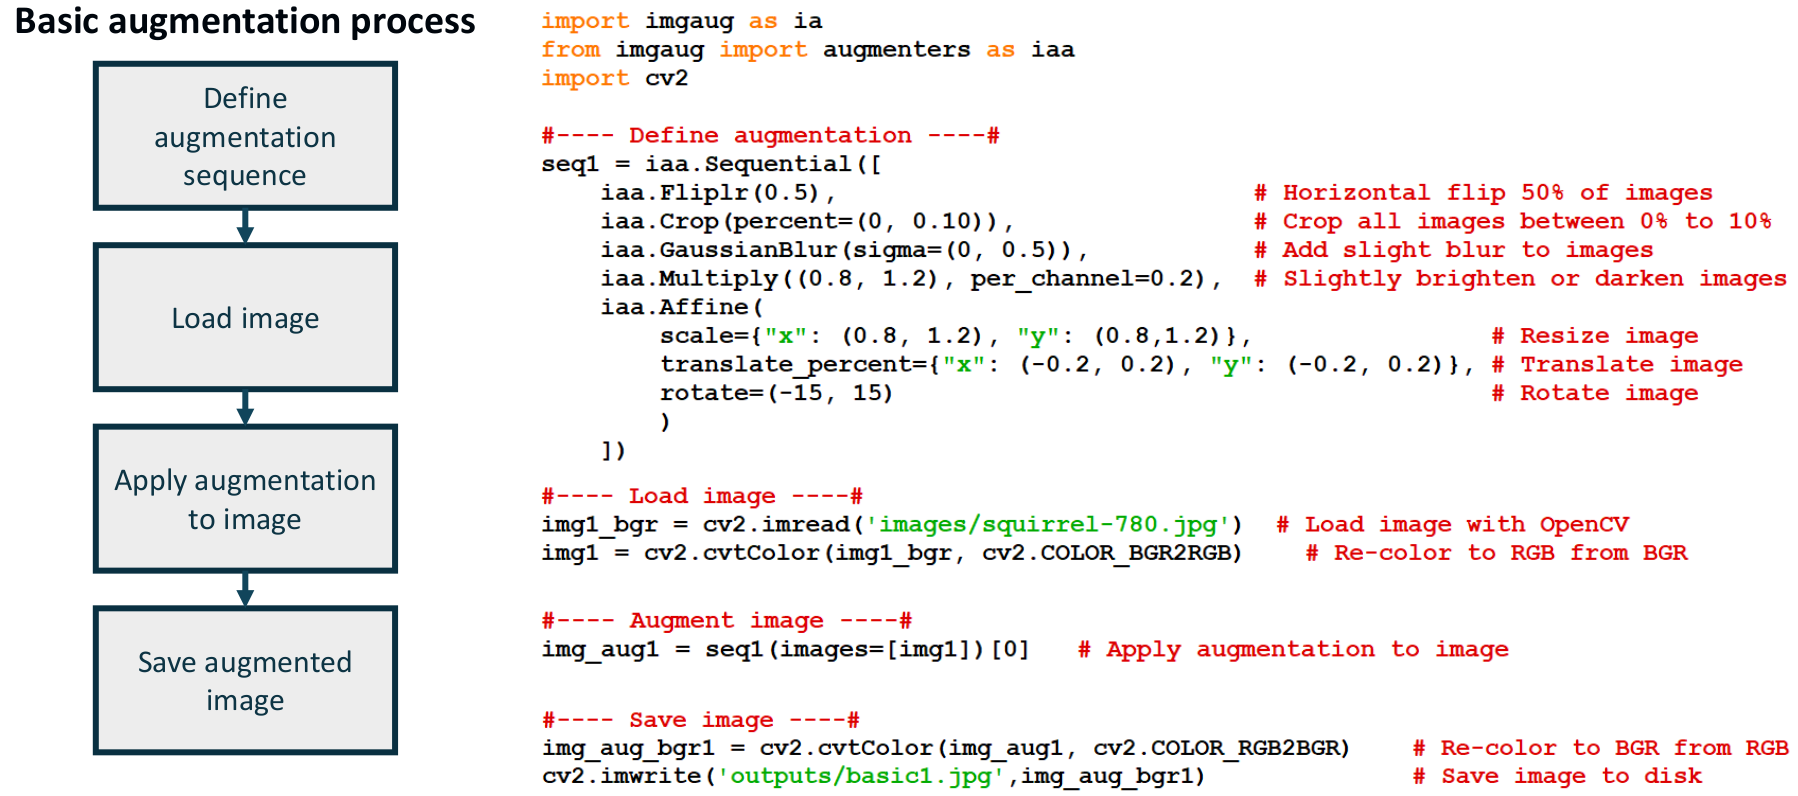 Basic augmentation process
Define
augmentation
sequence
Load image
Apply augmentation
to image
Save augmented
image
import imgaug as ia
from imgaug import augmenters as iaa
import cv2
#---- Define augmentation ----#
seq1 = iaa.Sequential([
    iaa.Fliplr(0.5), # Horizontal flip 50% of images
    iaa.Crop(percent=(0, 0.10)), # Crop all images between 0% to 10%
    iaa.GaussianBlur(sigma=(0, 0.5)), # Add slight blur to images
    iaa.Multiply((0.8, 1.2), per_channel=0.2), # Slightly brighten or darken images
    iaa.Affine(
        scale={"x": (0.8, 1.2), "y": (0.8,1.2)}, # Resize image
        translate_percent={"x": (-0.2, 0.2), "y": (-0.2, 0.2)}, # Translate image
        rotate=(-15, 15) # Rotate image
        )
    ])
#---- Load image ----#
img1_bgr = cv2.imread('images/squirrel-780.jpg') # Load image with OpenCV
img1 = cv2.cvtColor(img1_bgr, cv2.COLOR_BGR2RGB) # Re-color to RGB from BGR
#---- Augment image ----#
img_aug1 = seq1(images=[img1])[0] # Apply augmentation to image
#---- Save image ----#
img_aug_bgr1 = cv2.cvtColor(img_aug1, cv2.COLOR_RGB2BGR) # Re-color to BGR from RGB
cv2.imwrite('outputs/basic1.jpg',img_aug_bgr1) # Save image to disk